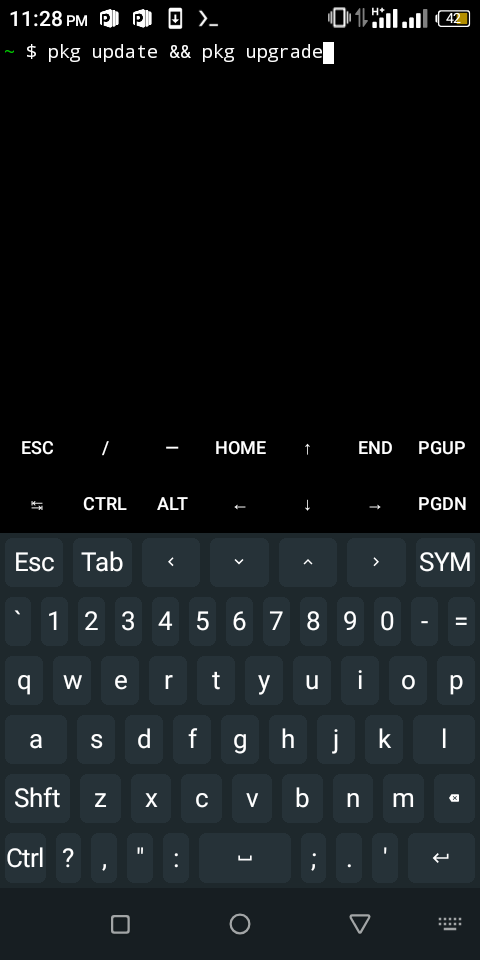 11:28 PM 42
~ $ pkg update && pkg upgrade
ESC / — HOME ↑ END PGUP
↹ CTRL ALT ← ↓ → PGDN
Esc Tab ‹ ⌄ ^ › SYM
` 1 2 3 4 5 6 7 8 9 0 - =
q w e r t y u i o p
a s d f g h j k l
Shft z x c v b n m
Ctrl ? , " : ; . '